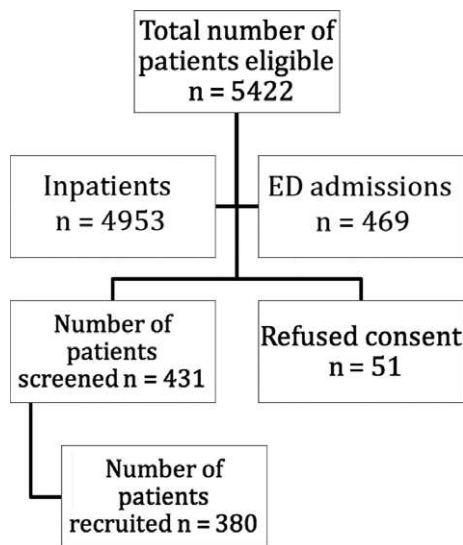 Total number of
patients eligible
n = 5422
Inpatients
n = 4953
ED admissions
n = 469
Number of
patients
screened n = 431
Refused consent
n = 51
Number of
patients
recruited n = 380